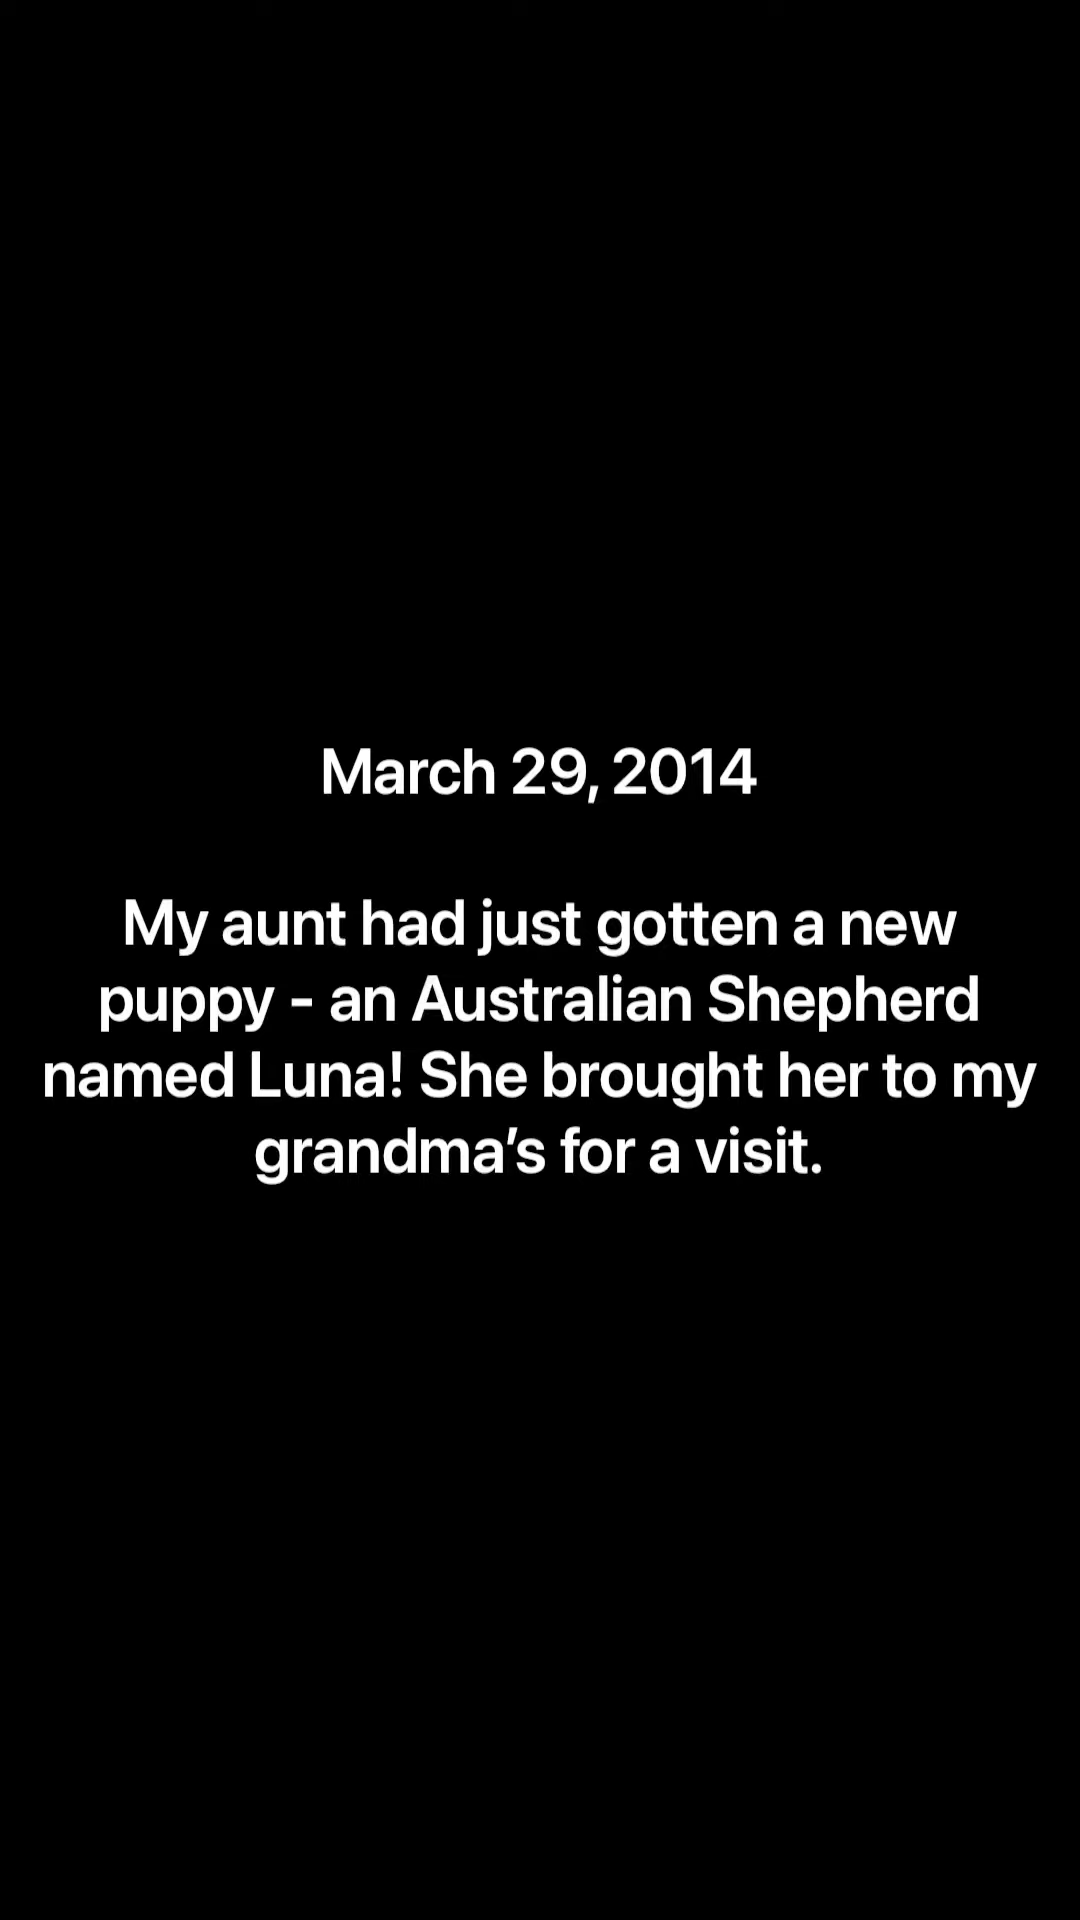 March 29, 2014
My aunt had just gotten a new
puppy - an Australian Shepherd
named Luna! She brought her to my
grandma’s for a visit.